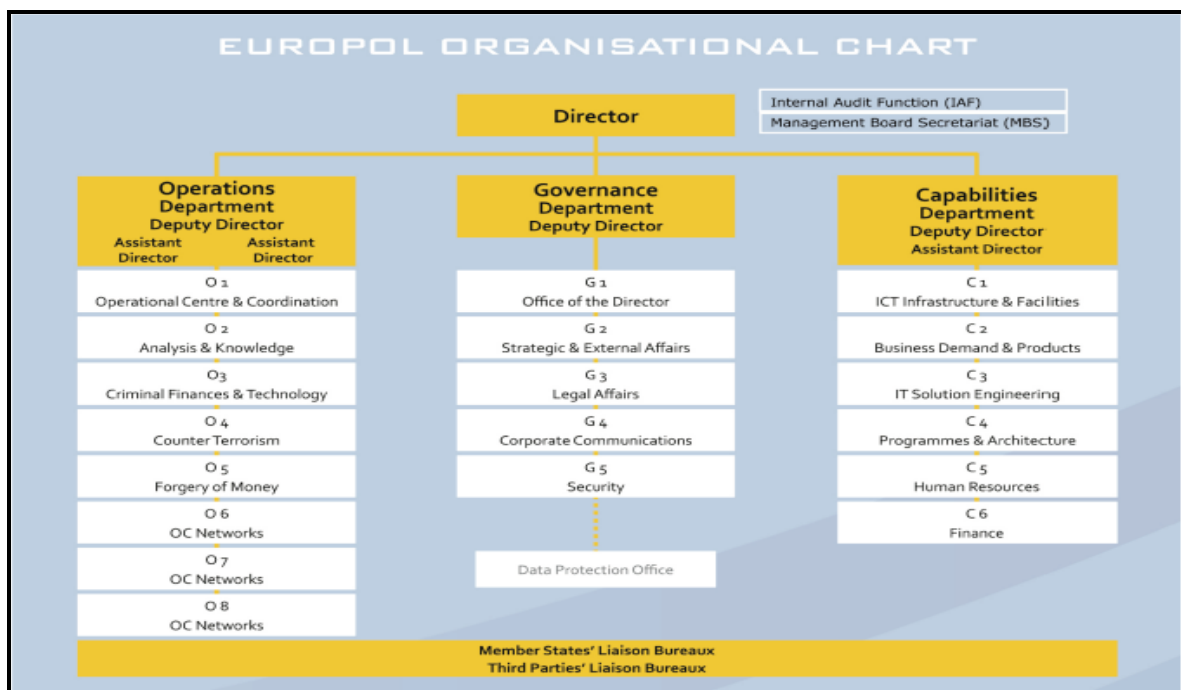 EUROPOL ORGANISATIONAL CHART
Director
Internal Audit Function (IAF)
Management Board Secretariat (MBS)
Operations
Department
Deputy Director
Assistant Director
Assistant Director
O 1
Operational Centre & Coordination
O 2
Analysis & Knowledge
O3
Criminal Finances & Technology
O 4
Counter Terrorism
O 5
Forgery of Money
O 6
OC Networks
O 7
OC Networks
O 8
OC Networks
Governance
Department
Deputy Director
G 1
Office of the Director
G 2
Strategic & External Affairs
G 3
Legal Affairs
G 4
Corporate Communications
G 5
Security
Data Protection Office
Capabilities
Department
Deputy Director
Assistant Director
C 1
ICT Infrastructure & Facilities
C 2
Business Demand & Products
C 3
IT Solution Engineering
C 4
Programmes & Architecture
C 5
Human Resources
C 6
Finance
Member States' Liaison Bureaux
Third Parties' Liaison Bureaux